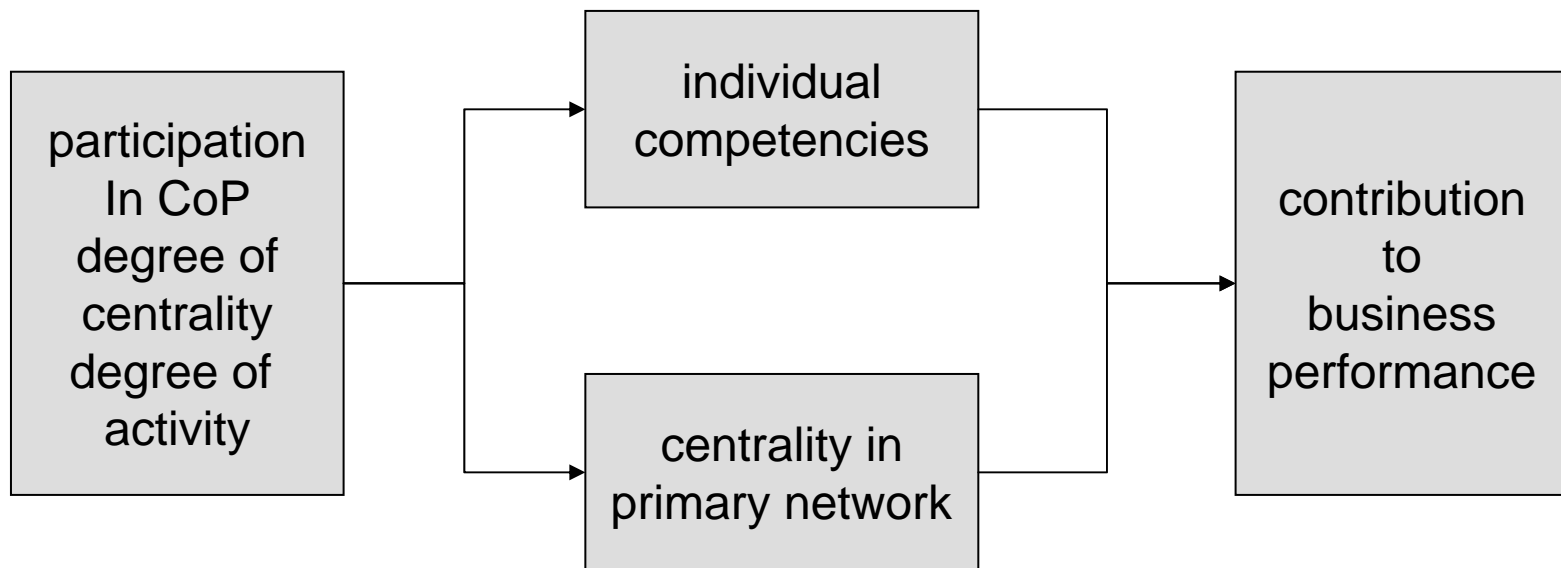 participation
In CoP
degree of
centrality
degree of
activity
individual
competencies
centrality in
primary network
contribution
to
business
performance